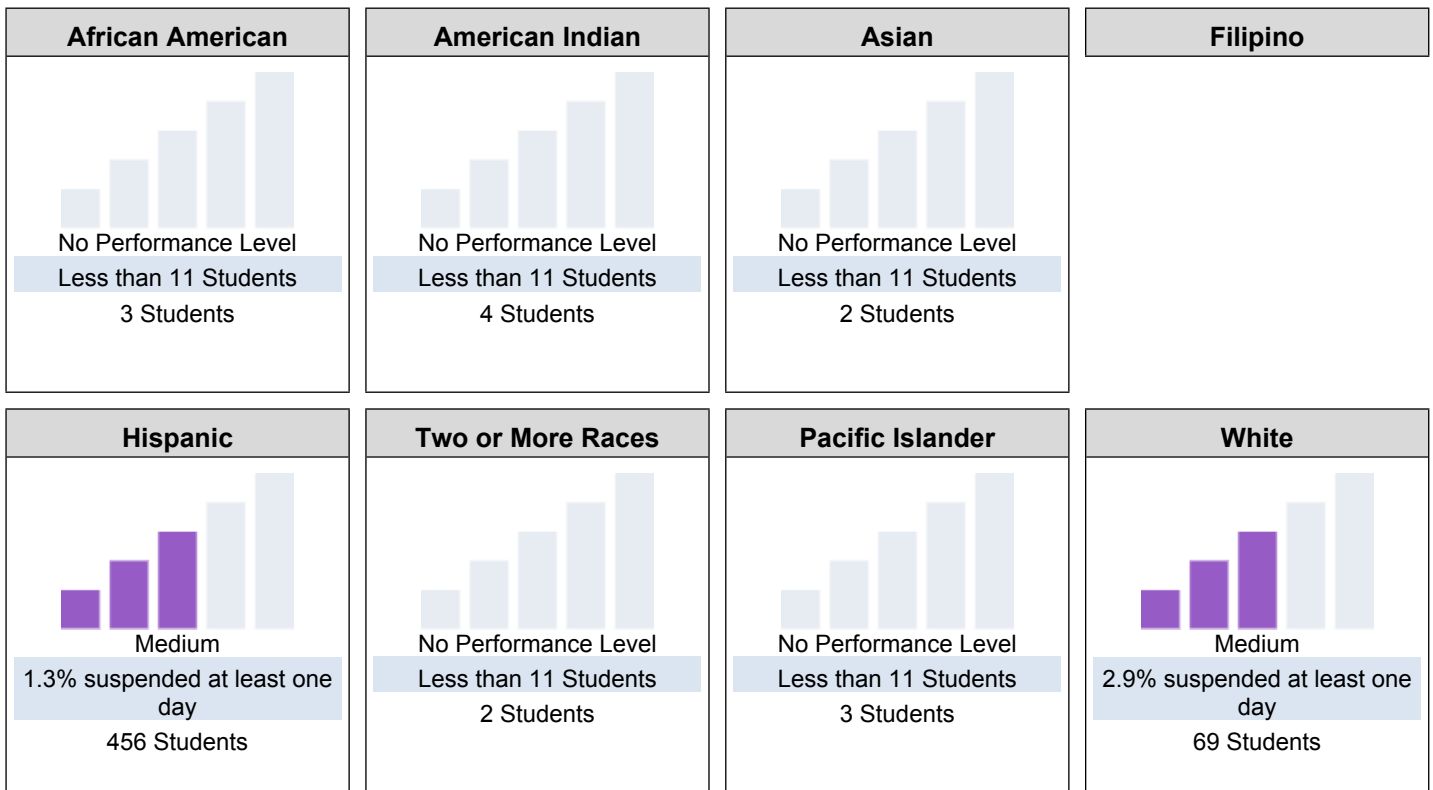 African American
No Performance Level
Less than 11 Students
3 Students
American Indian
No Performance Level
Less than 11 Students
4 Students
Asian
No Performance Level
Less than 11 Students
2 Students
Filipino
Hispanic
Medium
1.3% suspended at least one
day
456 Students
Two or More Races
No Performance Level
Less than 11 Students
2 Students
Pacific Islander
No Performance Level
Less than 11 Students
3 Students
White
Medium
2.9% suspended at least one
day
69 Students